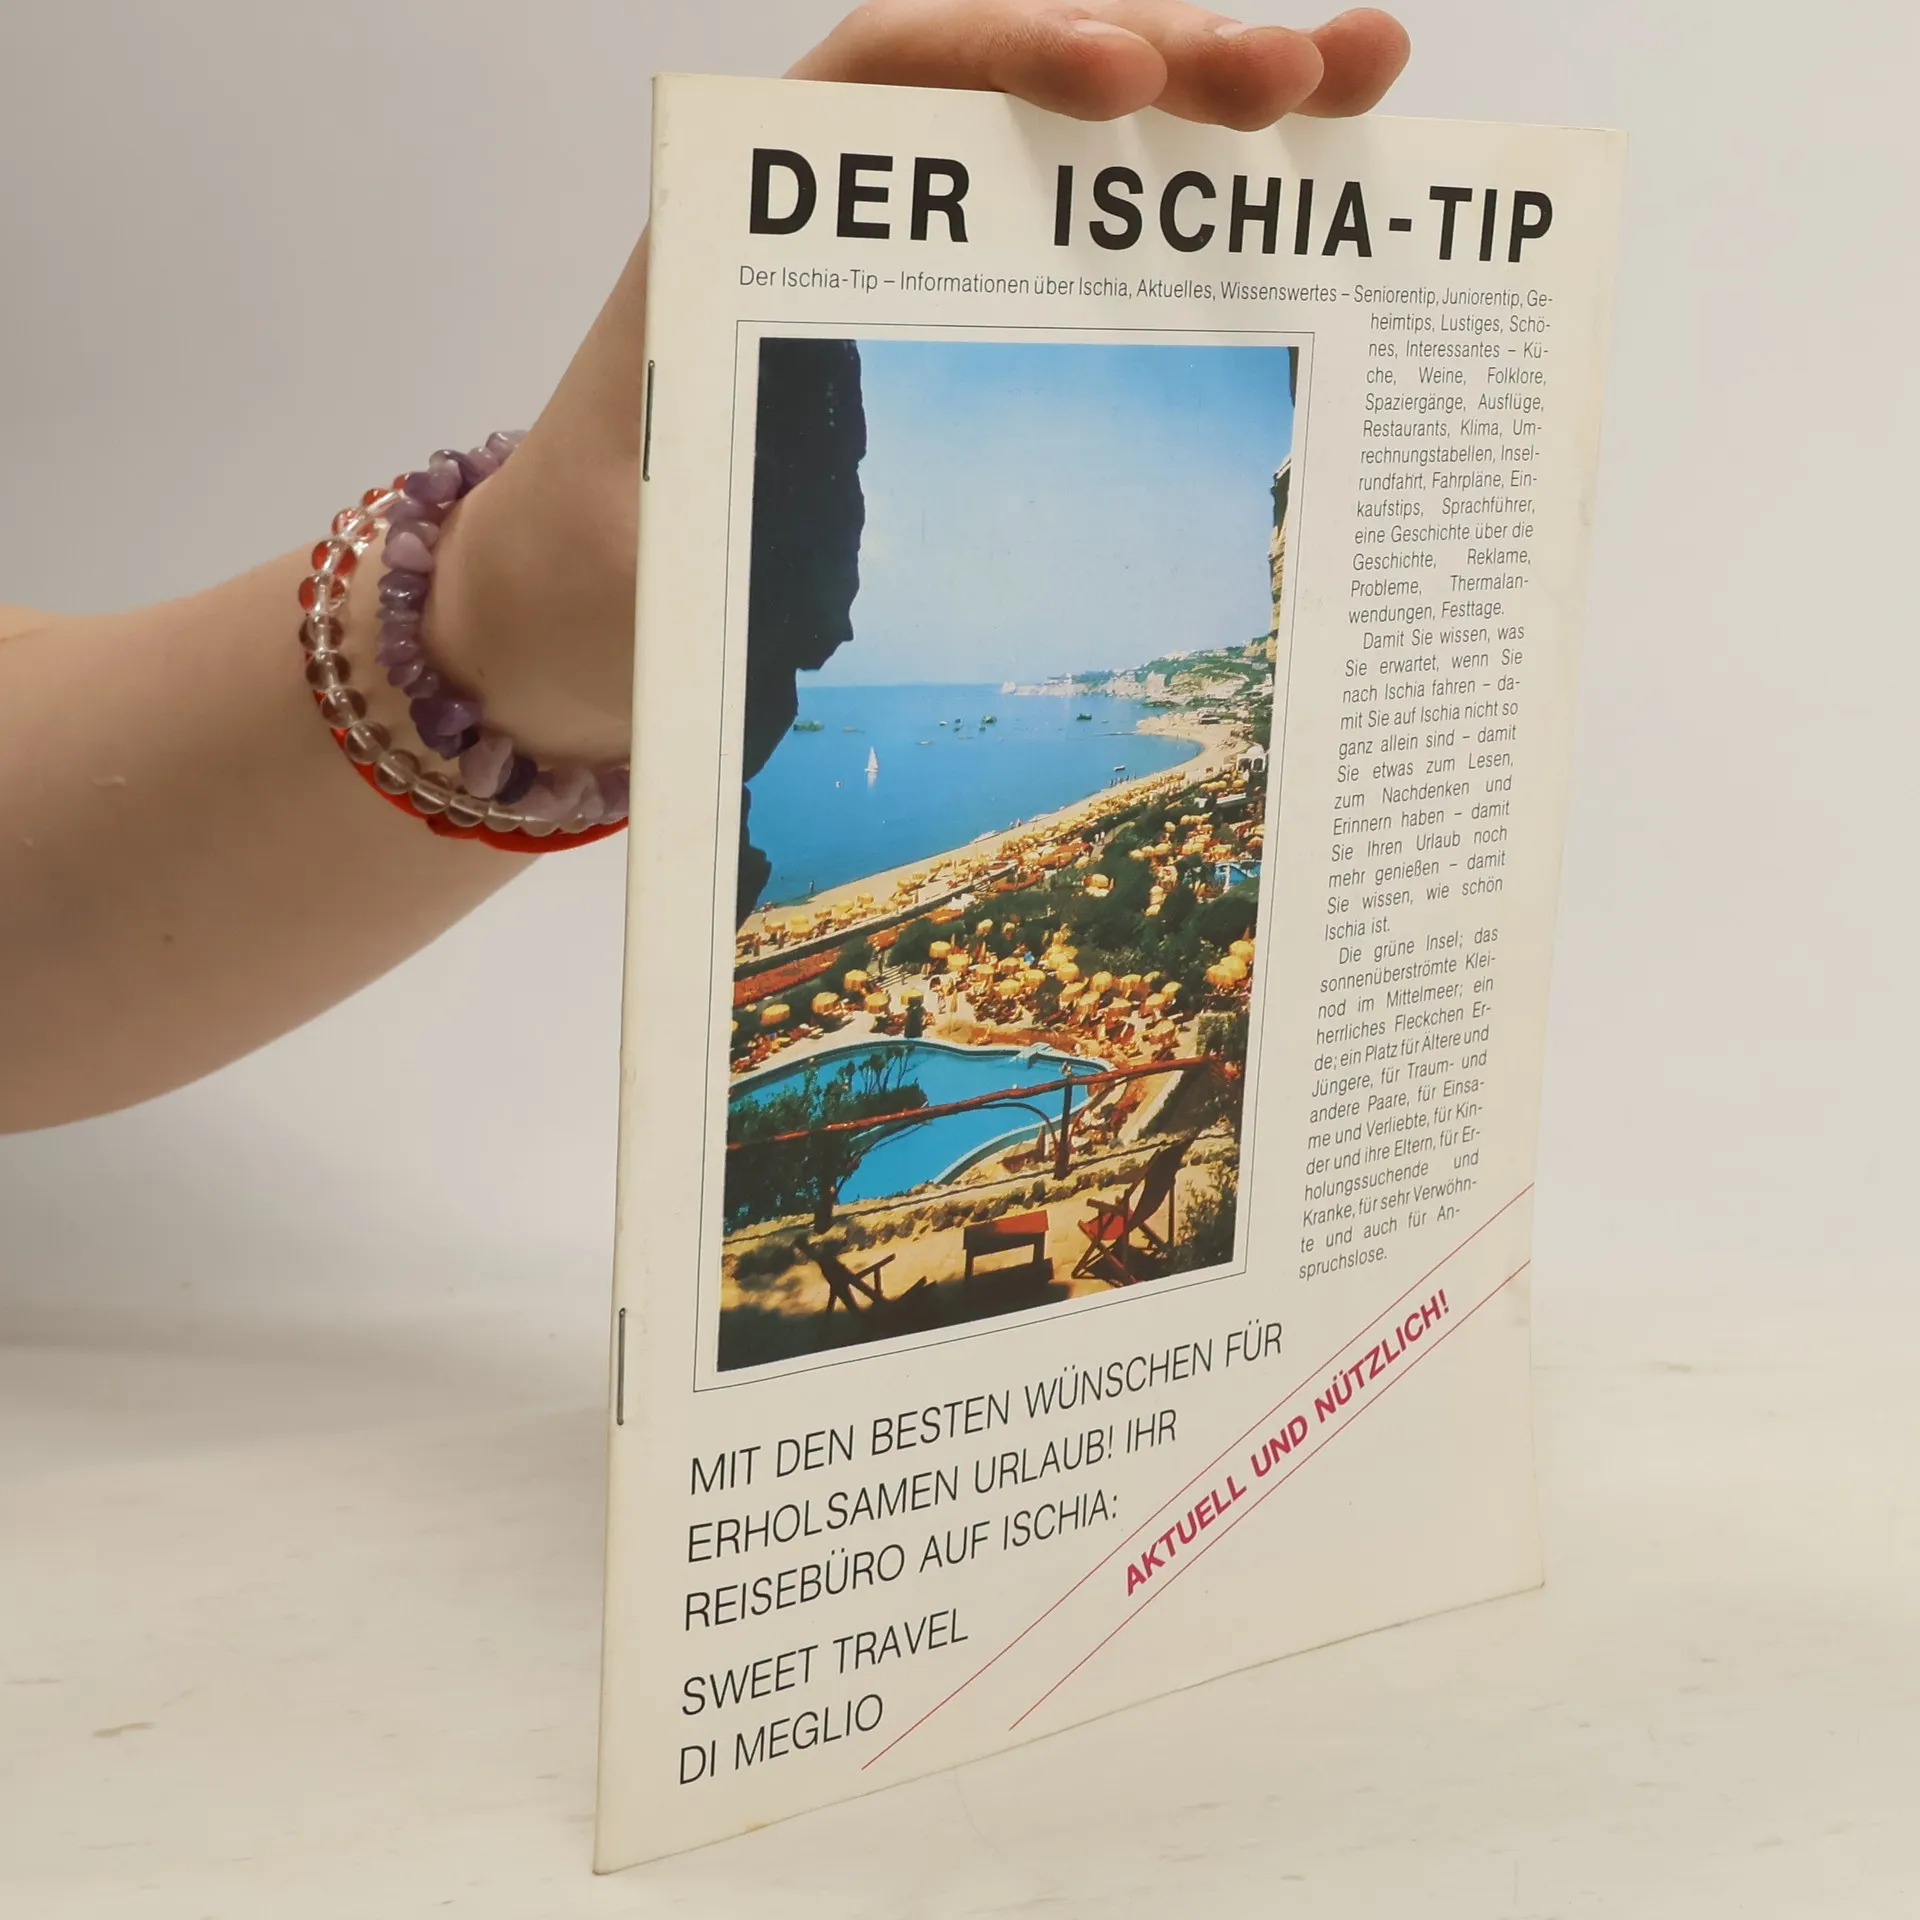 DER ISCHIA-TIP
Der Ischia-Tip – Informationen über Ischia, Aktuelles, Wissenswertes – Seniorentip, Juniorentip, Ge-
heimtips, Lustiges, Schö-
nes, Interessantes – Kü-
che, Weine, Folklore,
Spaziergänge, Ausflüge,
Restaurants, Klima, Um-
rechnungstabellen, Insel-
rundfahrt, Fahrpläne, Ein-
kaufstips, Sprachführer,
eine Geschichte über die
Geschichte, Reklame,
Probleme, Thermalan-
wendungen, Festtage.
Damit Sie wissen, was
Sie erwartet, wenn Sie
nach Ischia fahren – da-
mit Sie auf Ischia nicht so
ganz allein sind – damit
Sie etwas zum Lesen,
zum Nachdenken und
Erinnern haben – damit
Sie Ihren Urlaub noch
mehr genießen – damit
Sie wissen, wie schön
Ischia ist.
Die grüne Insel; das
sonnenüberströmte Klei-
nod im Mittelmeer; ein
herrliches Fleckchen Er-
de; ein Platz für Ältere und
Jüngere, für Traum- und
andere Paare, für Einsa-
me und Verliebte, für Kin-
der und ihre Eltern, für Er-
holungssuchende und
Kranke, für sehr Verwöhn-
te und auch für An-
spruchslose.
MIT DEN BESTEN WÜNSCHEN FÜR
ERHOLSAMEN URLAUB! IHR
REISEBÜRO AUF ISCHIA:
SWEET TRAVEL
DI MEGLIO
AKTUELL UND NÜTZLICH!